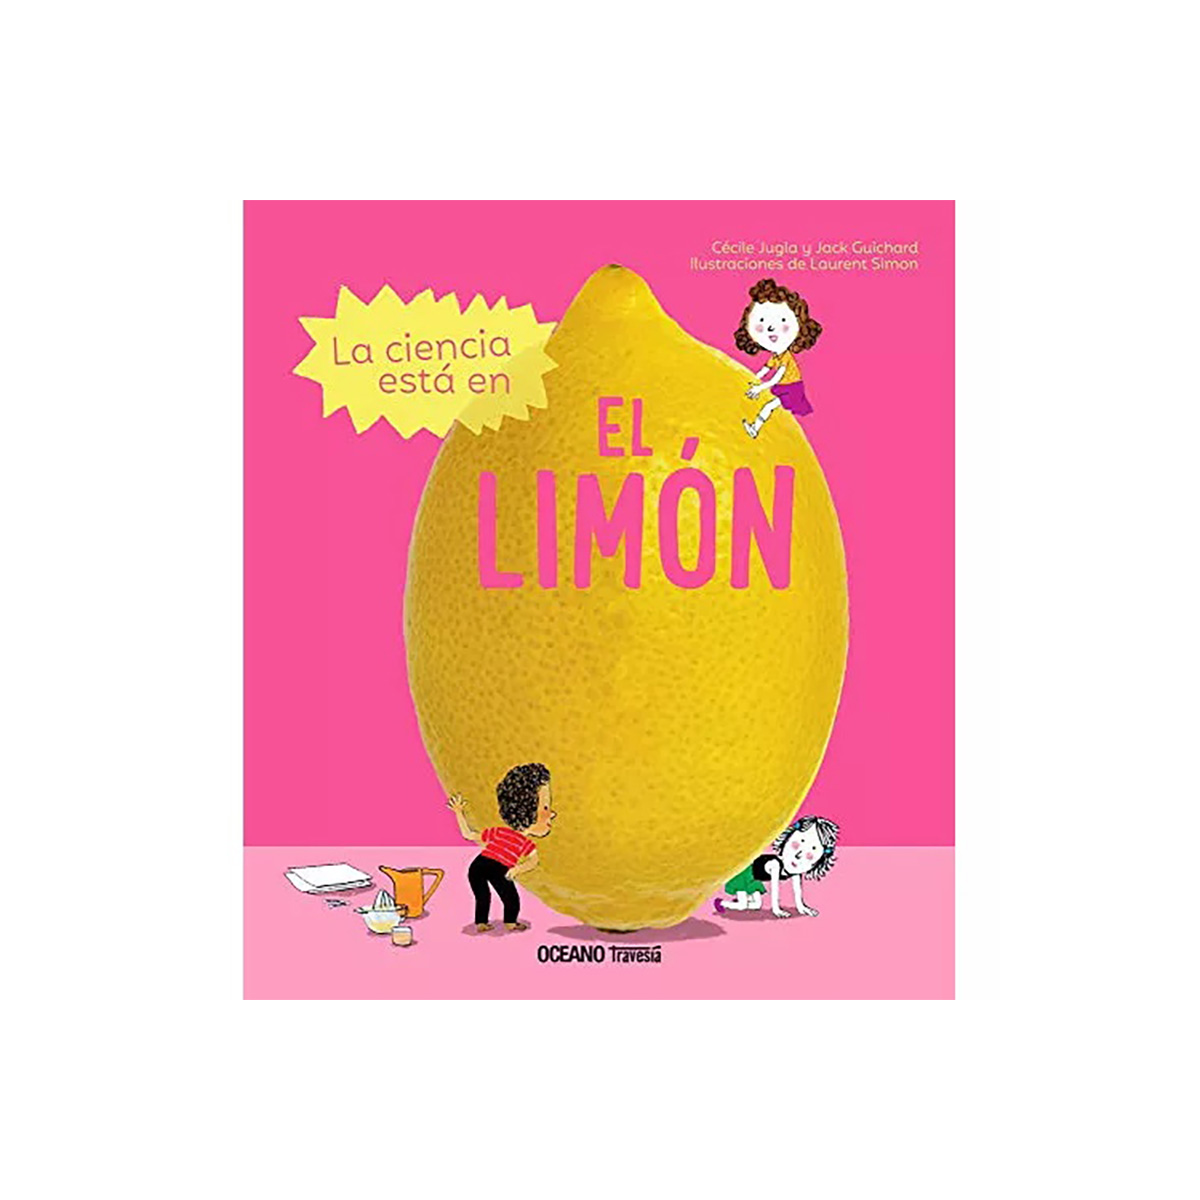 Cécile Jugla y Jack Guichard
Ilustraciones de Laurent Simon
La ciencia
está en
EL
LIMÓN
OCEANO Travesía